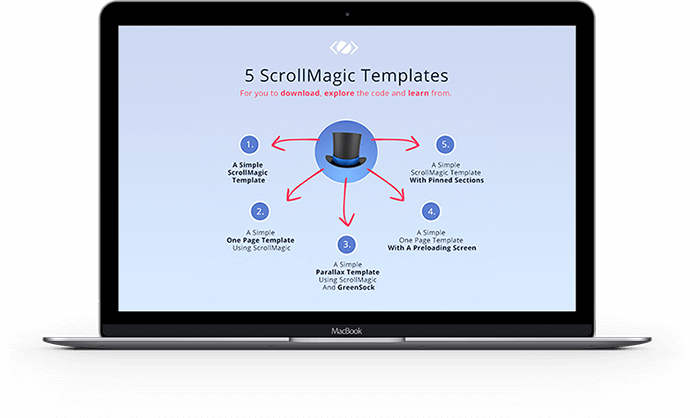 5 ScrollMagic Templates
For you to download, explore the code and learn from.
1.
A Simple
ScrollMagic
Template
2.
A Simple
One Page Template
Using ScrollMagic
3.
A Simple
Parallax Template
Using ScrollMagic
And GreenSock
4.
A Simple
One Page Template
With A Preloading Screen
5.
A Simple
ScrollMagic Template
With Pinned Sections
MacBook